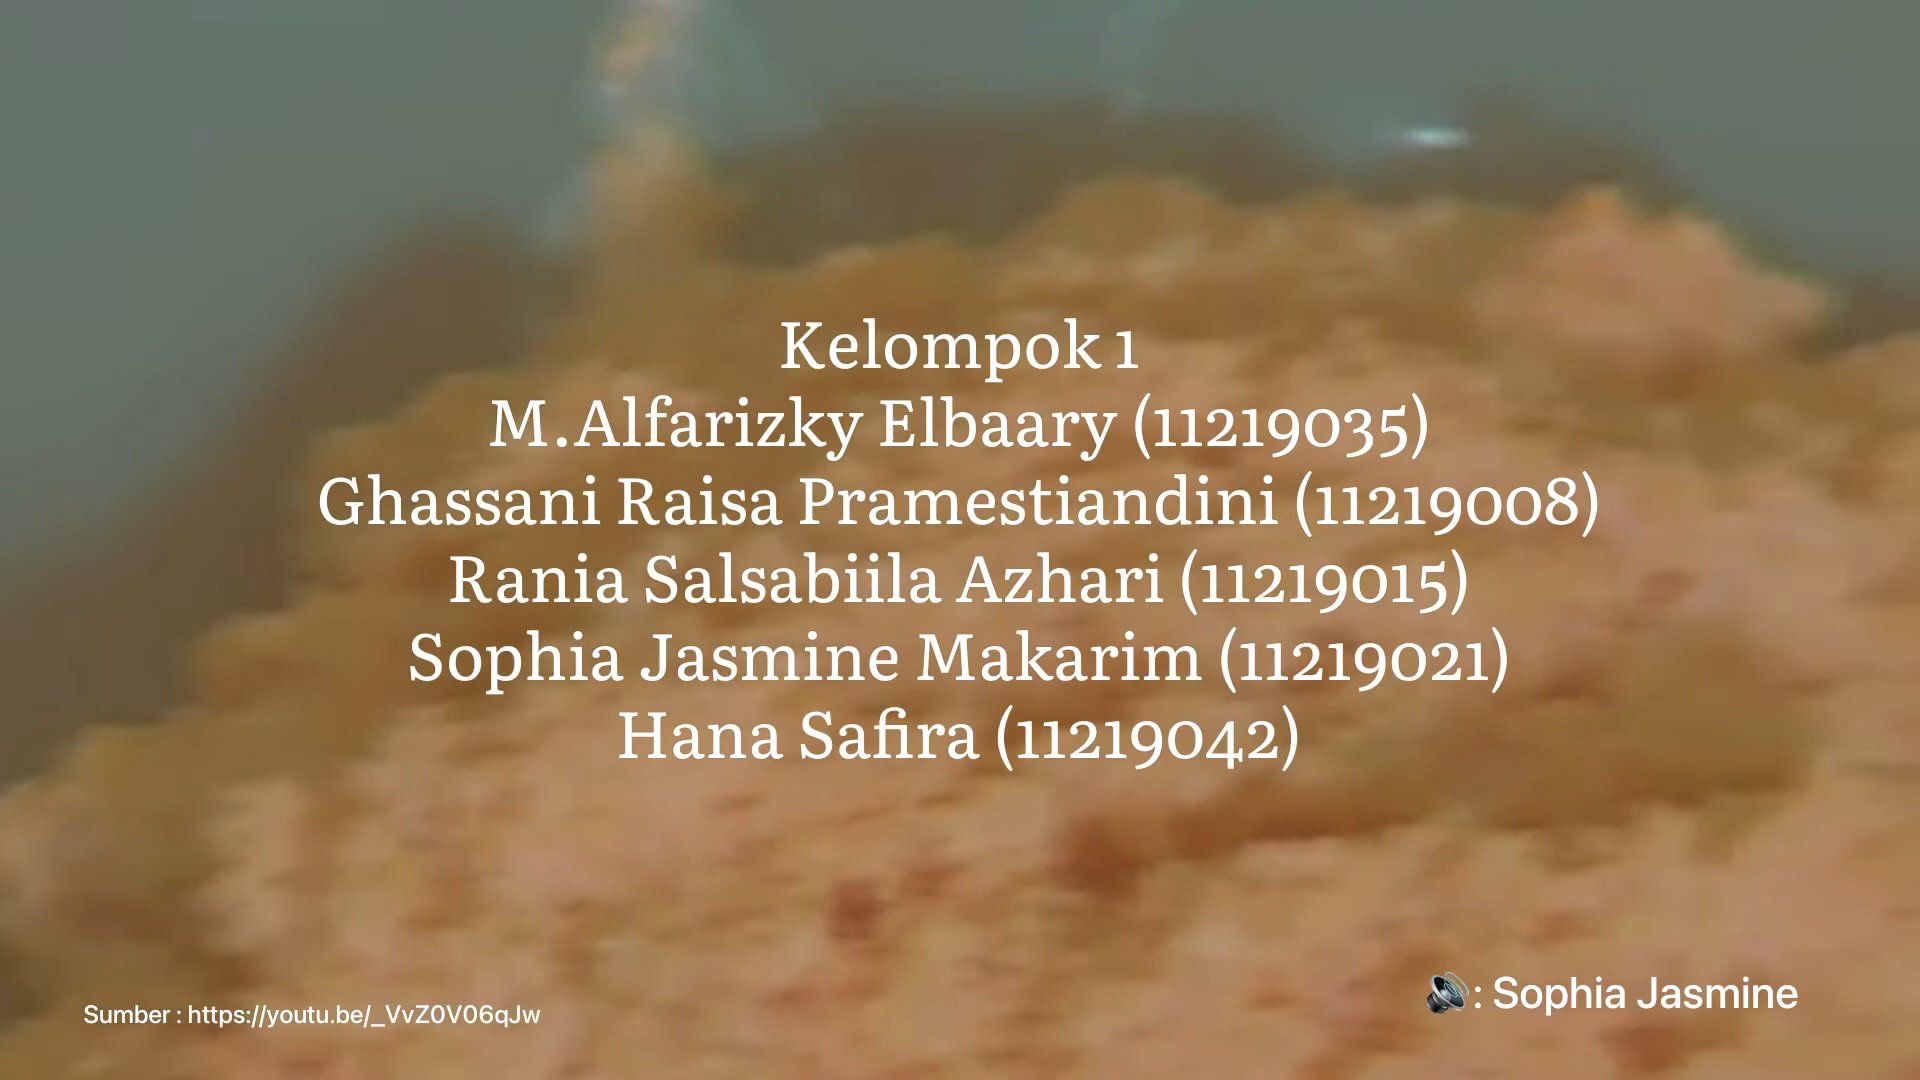 Kelompok 1
M.Alfarizky Elbaary (11219035)
Ghassani Raisa Pramestiandini (11219008)
Rania Salsabiila Azhari (11219015)
Sophia Jasmine Makarim (11219021)
Hana Safira (11219042)
Sumber : https://youtu.be/_VvZ0V06qJw
🔊: Sophia Jasmine